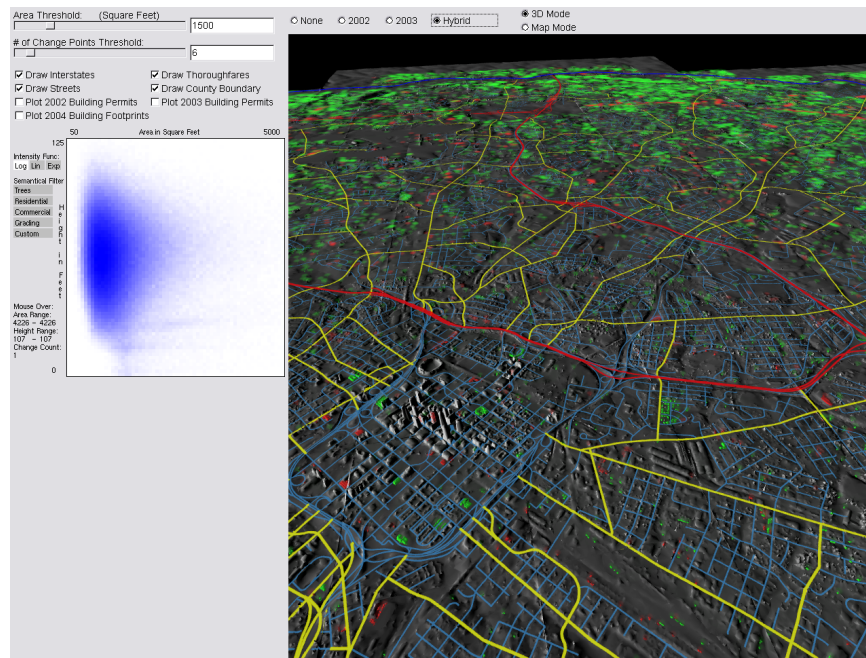 Area Threshold: (Square Feet)
1500
# of Change Points Threshold:
6
None 2002 2003 Hybrid
3D Mode
Map Mode
Draw Interstates Draw Thoroughfares
Draw Streets Draw County Boundary
Plot 2002 Building Permits Plot 2003 Building Permits
Plot 2004 Building Footprints
50 Area in Square Feet 5000
125
Intensity Func:
Log Lin Exp
Semantical Filter
Trees
Residential
Commercial
Grading
Custom
Height in Feet
Mouse Over:
Area Range:
4226 - 4226
Height Range:
107 - 107
Change Count:
1
0